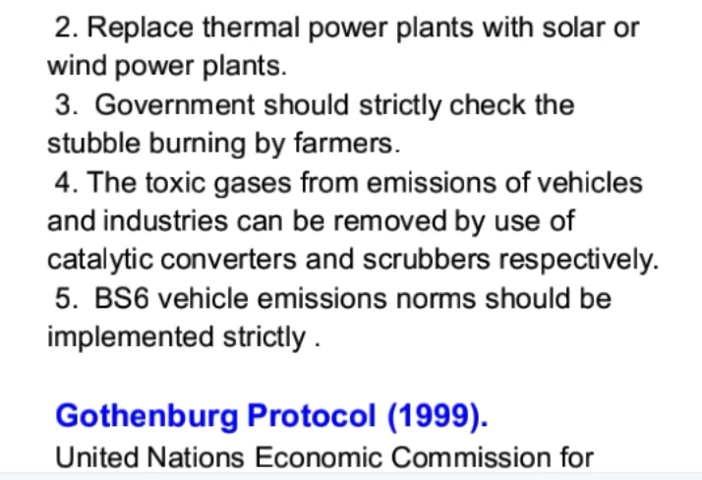 2. Replace thermal power plants with solar or
wind power plants.
3. Government should strictly check the
stubble burning by farmers.
4. The toxic gases from emissions of vehicles
and industries can be removed by use of
catalytic converters and scrubbers respectively.
5. BS6 vehicle emissions norms should be
implemented strictly .
Gothenburg Protocol (1999).
United Nations Economic Commission for